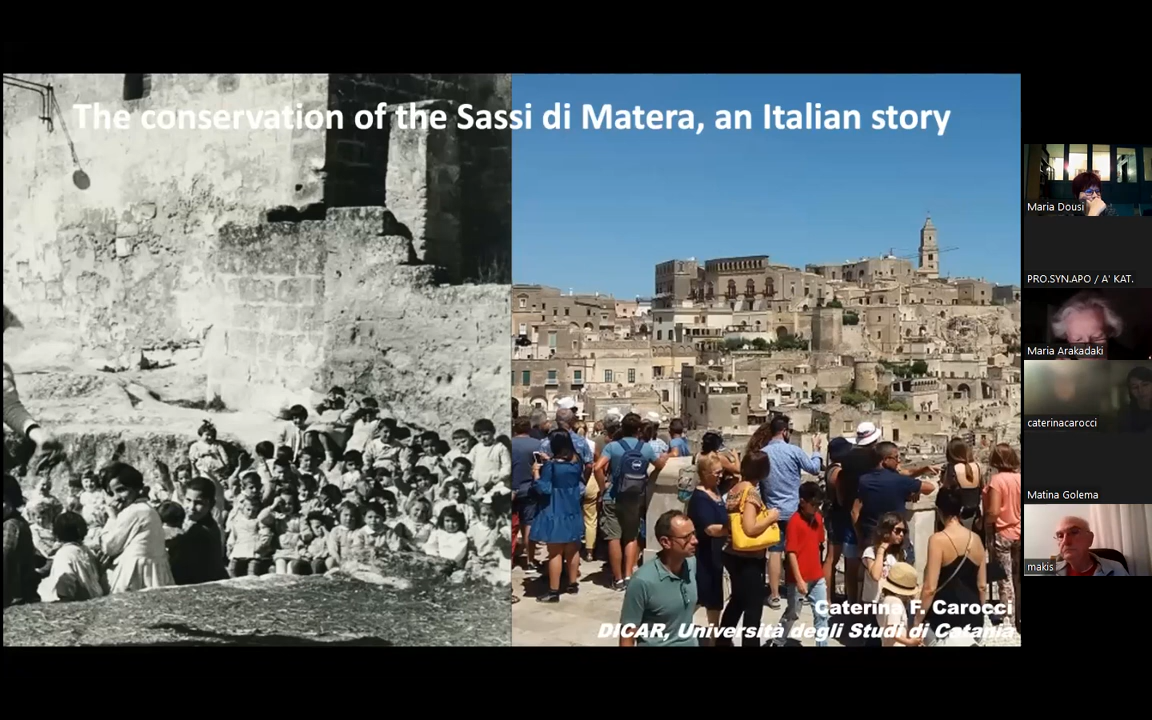 The conservation of the Sassi di Matera, an Italian story
Caterina F. Carocci
DICAR, Università degli Studi di Catania
Maria Dousi
PRO.SYN.APO / A' KAT.
Maria Arakadaki
caterinacarocci
Matina Golema
makis